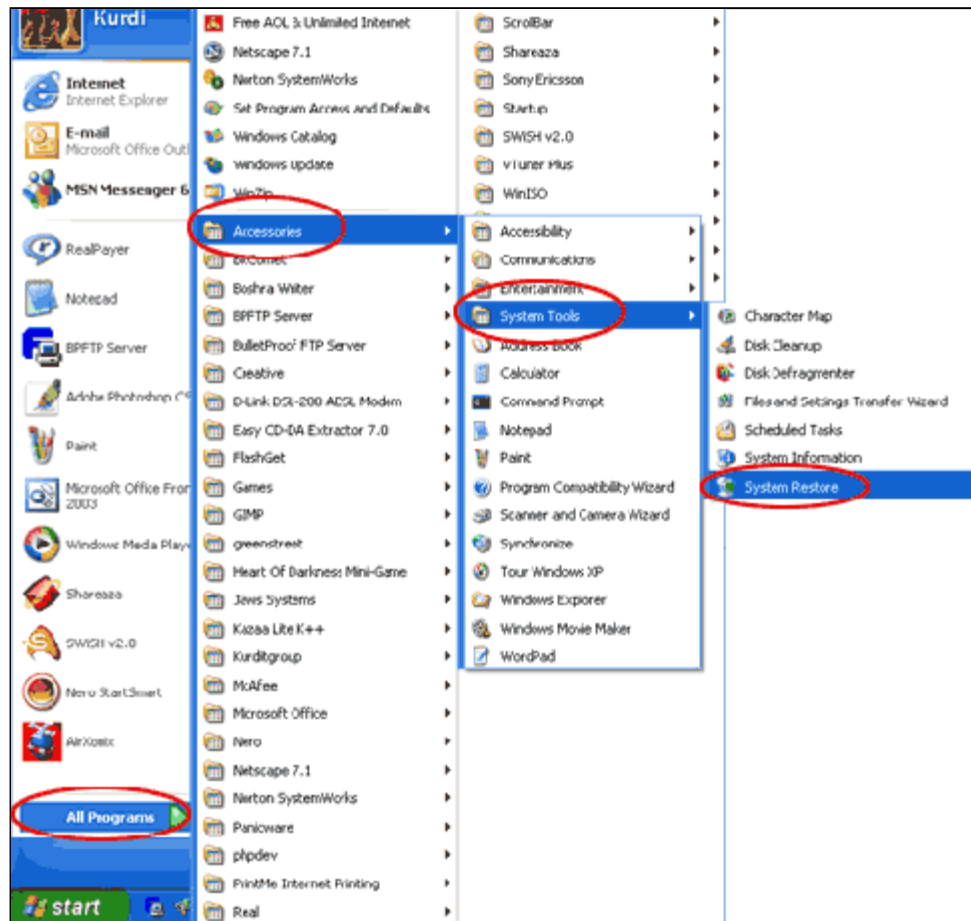 Kurdi
Internet
Internet Explorer
E-mail
Microsoft Office Outl
MSN Messenger 6
RealPayer
Notepad
BPFTP Server
Adobe Photoshop CS
Paint
Microsoft Office Fron
2003
Windows Media Playe
Shareaza
SWISH v2.0
Nero StartSmart
AirXonix
All Programs
start
Free AOL & Unlimited Internet
Netscape 7.1
Norton SystemWorks
Set Program Access and Defaults
Windows Catalog
Windows Update
WinZip
Accessories
BitComet
Boshra Writer
BPFTP Server
BulletProof FTP Server
Creative
D-Link DSL-200 ADSL Modem
Easy CD-DA Extractor 7.0
FlashGet
Games
GIMP
greenstreet
Heart Of Darkness Mini-Game
Jaws Systems
Kazaa Lite K++
Kurditgroup
McAfee
Microsoft Office
Nero
Netscape 7.1
Norton SystemWorks
Panicware
phpdev
PrintMe Internet Printing
Real
ScrollBar
Shareaza
Sony Ericsson
Startup
SWiSH v2.0
vTuner Plus
WinISO
Accessibility
Communications
Entertainment
System Tools
Address Book
Calculator
Command Prompt
Notepad
Paint
Program Compatibility Wizard
Scanner and Camera Wizard
Synchronize
Tour Windows XP
Windows Explorer
Windows Movie Maker
WordPad
Character Map
Disk Cleanup
Disk Defragmenter
Files and Settings Transfer Wizard
Scheduled Tasks
System Information
System Restore